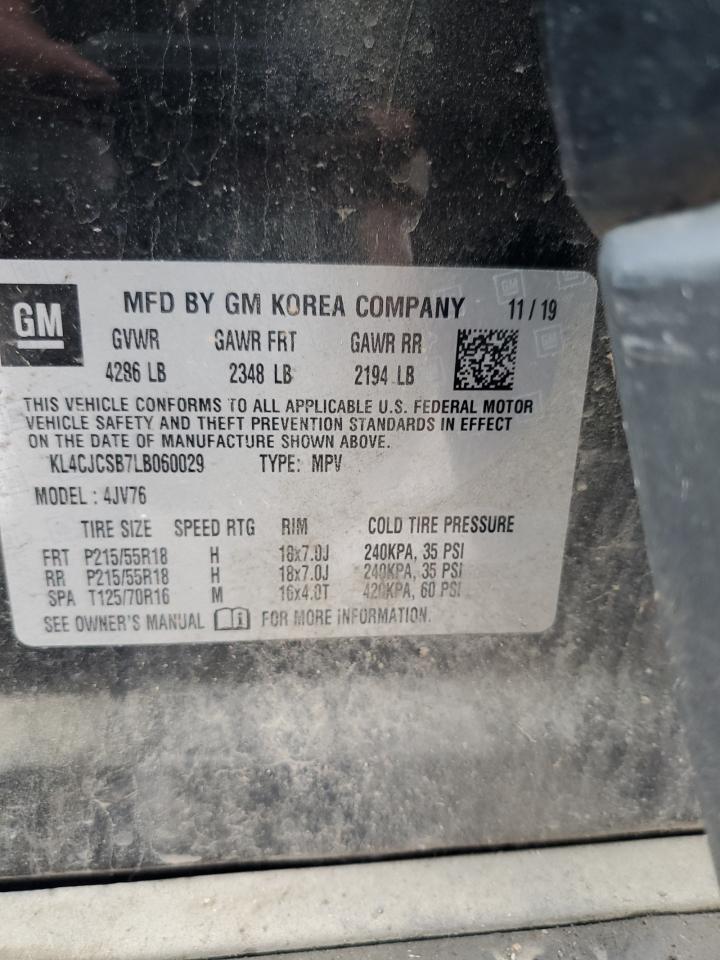 GM
MFD BY GM KOREA COMPANY 11/19
GVWR GAWR FRT GAWR RR
4286 LB 2348 LB 2194 LB
THIS VEHICLE CONFORMS TO ALL APPLICABLE U.S. FEDERAL MOTOR
VEHICLE SAFETY AND THEFT PREVENTION STANDARDS IN EFFECT
ON THE DATE OF MANUFACTURE SHOWN ABOVE.
KL4CJCSB7LB060029 TYPE: MPV
MODEL: 4JV76
TIRE SIZE SPEED RTG RIM COLD TIRE PRESSURE
FRT P215/55R18 H 18x7.0J 240KPA, 35 PSI
RR P215/55R18 H 18x7.0J 240KPA, 35 PSI
SPA T125/70R16 M 16x4.0T 420KPA, 60 PSI
SEE OWNER'S MANUAL FOR MORE INFORMATION.